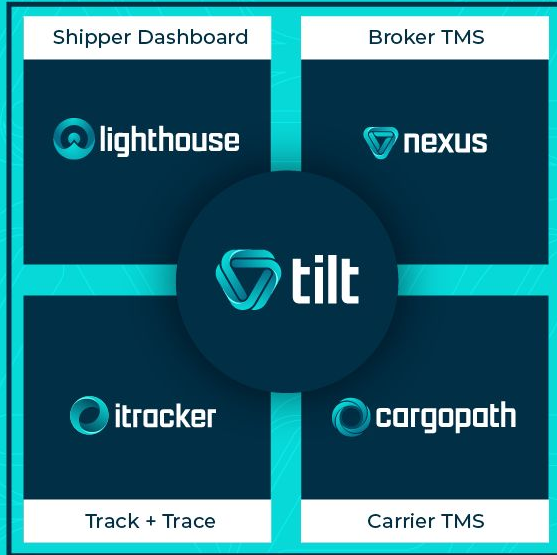 Shipper Dashboard
Broker TMS
lighthouse
nexus
tilt
itracker
cargopath
Track + Trace
Carrier TMS